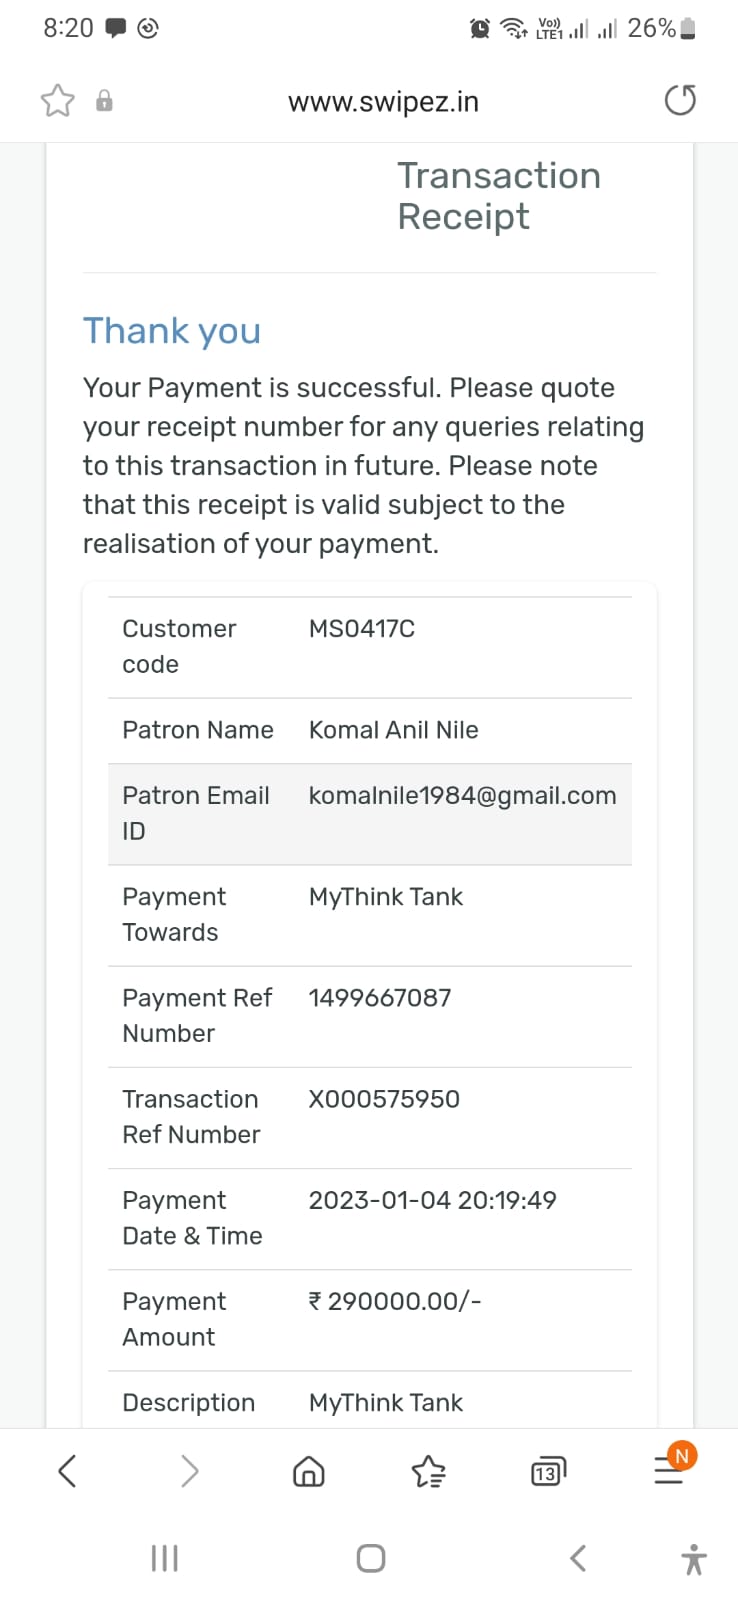 8:20
Vo)) LTE1 26%
www.swipez.in
Transaction
Receipt
Thank you
Your Payment is successful. Please quote
your receipt number for any queries relating
to this transaction in future. Please note
that this receipt is valid subject to the
realisation of your payment.
Customer code MS0417C
Patron Name Komal Anil Nile
Patron Email ID komalnile1984@gmail.com
Payment Towards MyThink Tank
Payment Ref Number 1499667087
Transaction Ref Number X000575950
Payment Date & Time 2023-01-04 20:19:49
Payment Amount ₹ 290000.00/-
Description MyThink Tank
13
N